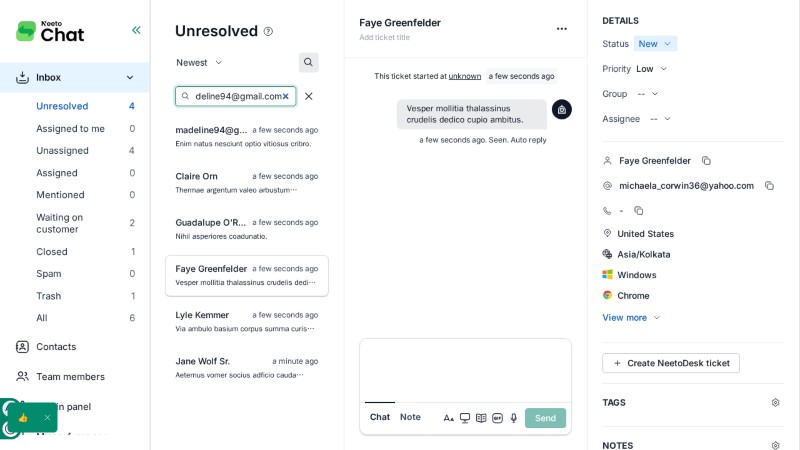 Neeto
Chat
Inbox
Unresolved 4
Assigned to me 0
Unassigned 4
Assigned 0
Mentioned 0
Waiting on
customer 2
Closed 1
Spam 0
Trash 1
All 6
Contacts
Team members
n panel
Unresolved
Newest
deline94@gmail.com
madeline94@g... a few seconds ago
Enim natus nesciunt optio vitiosus cribro.
Claire Orn a few seconds ago
Thermae argentum valeo arbustum...
Guadalupe O'R... a few seconds ago
Nihil asperiores coadunatio.
Faye Greenfelder a few seconds ago
Vesper mollitia thalassinus crudelis dedi...
Lyle Kemmer a few seconds ago
Via ambulo basium corpus summa curis...
Jane Wolf Sr. a minute ago
Aeternus vomer socius adficio cauda...
Faye Greenfelder
Add ticket title
This ticket started at unknown a few seconds ago
Vesper mollitia thalassinus
crudelis dedico cupio ambitus.
a few seconds ago. Seen. Auto reply
Chat Note
GIF
Send
DETAILS
Status New
Priority Low
Group --
Assignee --
Faye Greenfelder
michaela_corwin36@yahoo.com
-
United States
Asia/Kolkata
Windows
Chrome
View more
+ Create NeetoDesk ticket
TAGS
NOTES